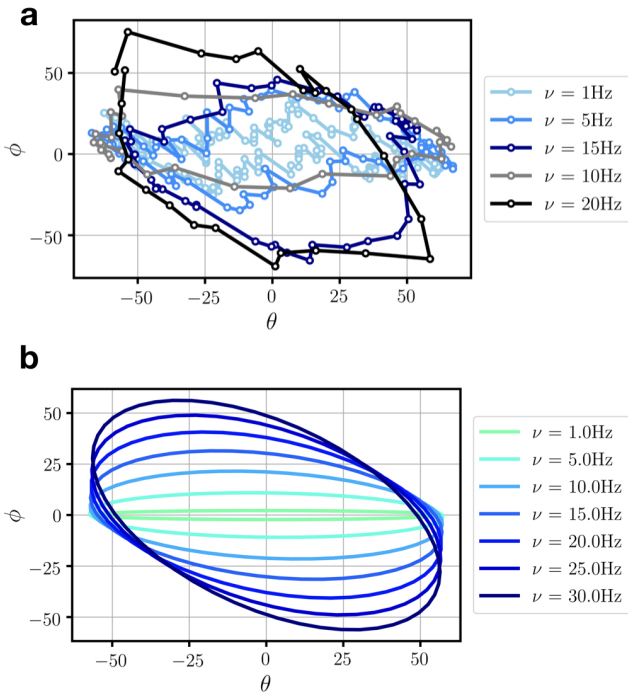 a
50
0
−50
ϕ
−50
−25
0
25
50
θ
ν = 1Hz
ν = 5Hz
ν = 15Hz
ν = 10Hz
ν = 20Hz
b
50
25
0
−25
−50
ϕ
−50
−25
0
25
50
θ
ν = 1.0Hz
ν = 5.0Hz
ν = 10.0Hz
ν = 15.0Hz
ν = 20.0Hz
ν = 25.0Hz
ν = 30.0Hz